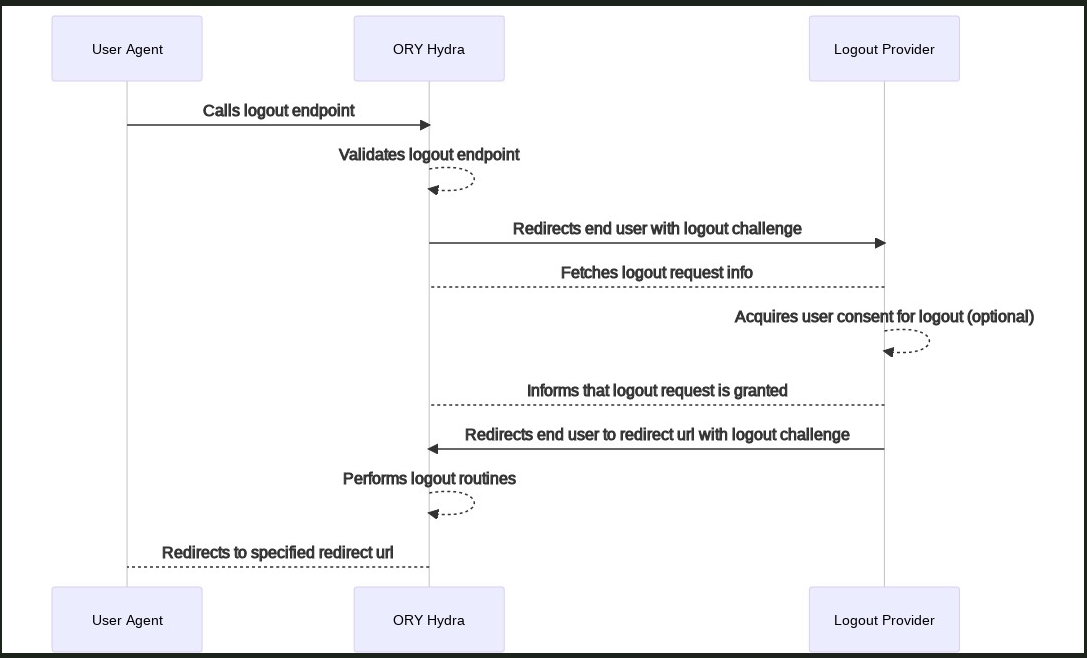 User Agent
ORY Hydra
Logout Provider
Calls logout endpoint
Validates logout endpoint
Redirects end user with logout challenge
Fetches logout request info
Acquires user consent for logout (optional)
Informs that logout request is granted
Redirects end user to redirect url with logout challenge
Performs logout routines
Redirects to specified redirect url
User Agent
ORY Hydra
Logout Provider